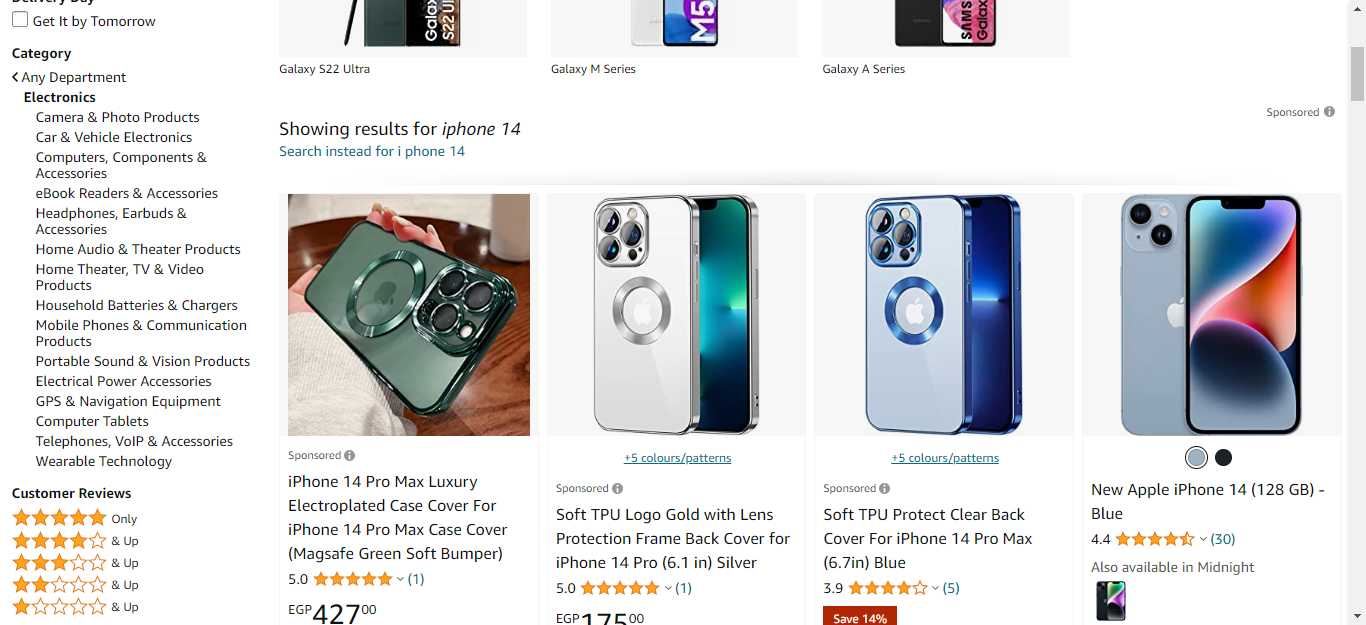 Delivery Day
Get It by Tomorrow
Category
Any Department
Electronics
Camera & Photo Products
Car & Vehicle Electronics
Computers, Components &
Accessories
eBook Readers & Accessories
Headphones, Earbuds &
Accessories
Home Audio & Theater Products
Home Theater, TV & Video
Products
Household Batteries & Chargers
Mobile Phones & Communication
Products
Portable Sound & Vision Products
Electrical Power Accessories
GPS & Navigation Equipment
Computer Tablets
Telephones, VoIP & Accessories
Wearable Technology
Customer Reviews
Only
& Up
& Up
& Up
& Up
Galaxy
S22 Ul
M5
SAMS
Galax
Galaxy S22 Ultra
Galaxy M Series
Galaxy A Series
Sponsored
Showing results for iphone 14
Search instead for i phone 14
Sponsored
iPhone 14 Pro Max Luxury
Electroplated Case Cover For
iPhone 14 Pro Max Case Cover
(Magsafe Green Soft Bumper)
5.0 (1)
EGP42700
+5 colours/patterns
Sponsored
Soft TPU Logo Gold with Lens
Protection Frame Back Cover for
iPhone 14 Pro (6.1 in) Silver
5.0 (1)
EGP17500
+5 colours/patterns
Sponsored
Soft TPU Protect Clear Back
Cover For iPhone 14 Pro Max
(6.7in) Blue
3.9 (5)
Save 14%
New Apple iPhone 14 (128 GB) -
Blue
4.4 (30)
Also available in Midnight